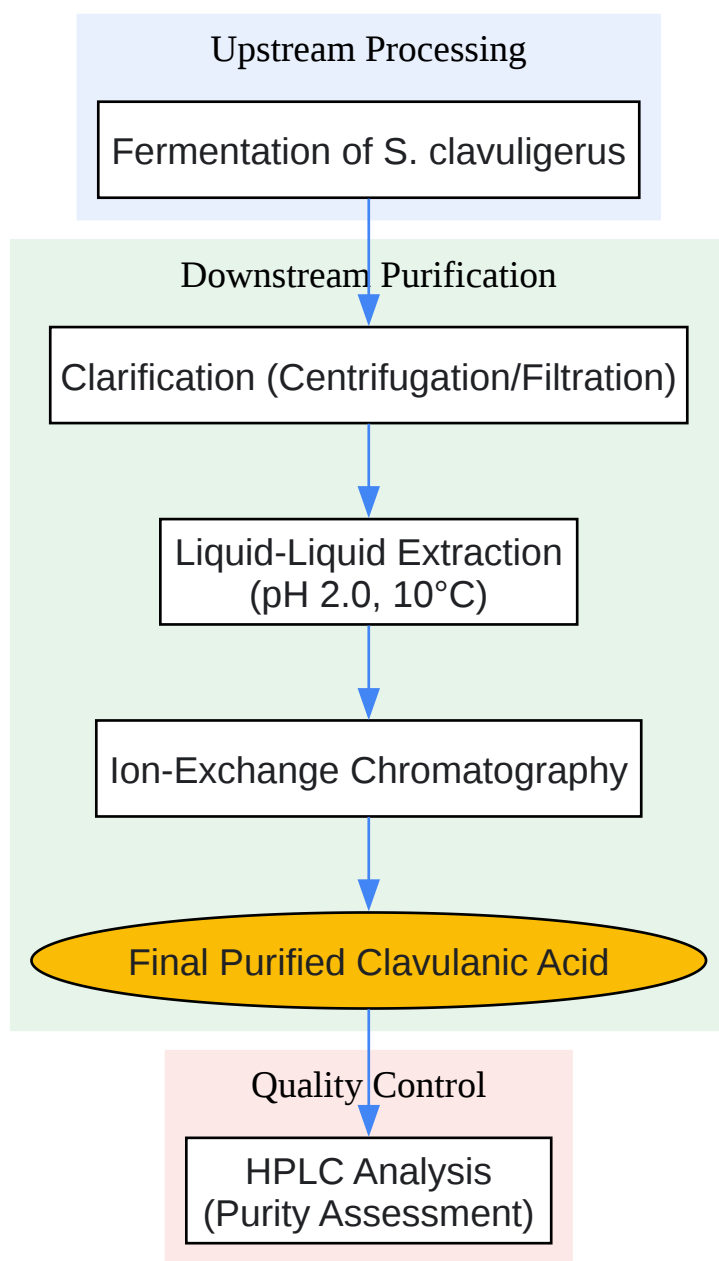 Upstream Processing
Fermentation of S. clavuligerus
Downstream Purification
Clarification (Centrifugation/Filtration)
Liquid-Liquid Extraction
(pH 2.0, 10°C)
Ion-Exchange Chromatography
Final Purified Clavulanic Acid
Quality Control
HPLC Analysis
(Purity Assessment)